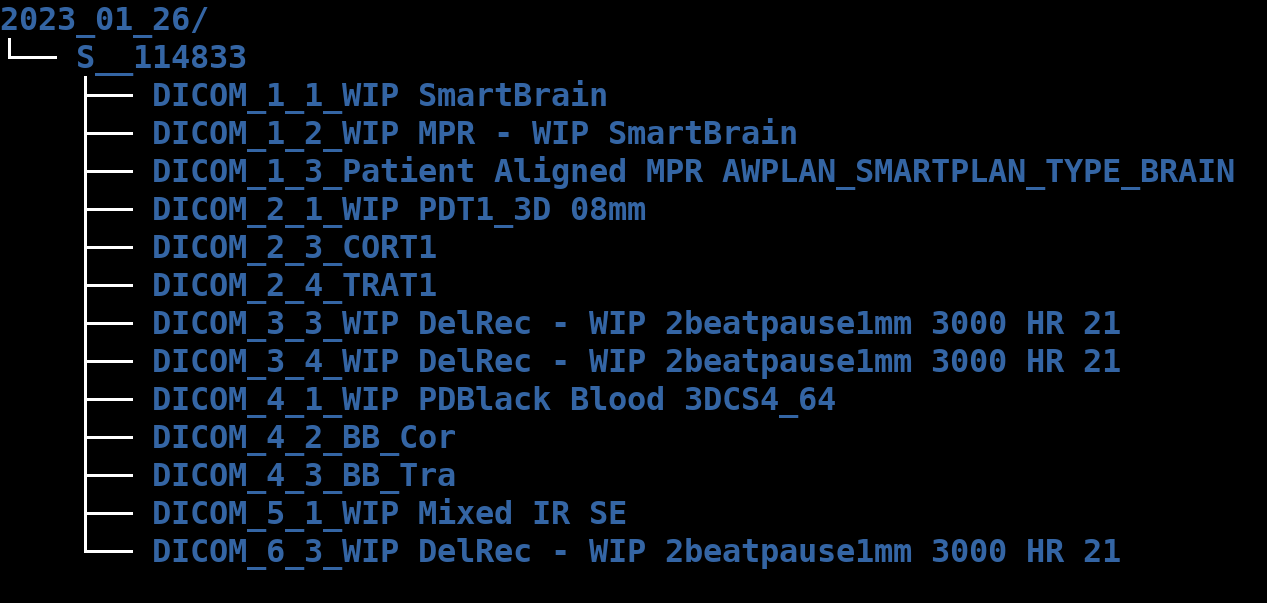 2023_01_26/
└── S__114833
├── DICOM_1_1_WIP SmartBrain
├── DICOM_1_2_WIP MPR - WIP SmartBrain
├── DICOM_1_3_Patient Aligned MPR AWPLAN_SMARTPLAN_TYPE_BRAIN
├── DICOM_2_1_WIP PDT1_3D 08mm
├── DICOM_2_3_CORT1
├── DICOM_2_4_TRAT1
├── DICOM_3_3_WIP DelRec - WIP 2beatpause1mm 3000 HR 21
├── DICOM_3_4_WIP DelRec - WIP 2beatpause1mm 3000 HR 21
├── DICOM_4_1_WIP PDBlack Blood 3DCS4_64
├── DICOM_4_2_BB_Cor
├── DICOM_4_3_BB_Tra
├── DICOM_5_1_WIP Mixed IR SE
└── DICOM_6_3_WIP DelRec - WIP 2beatpause1mm 3000 HR 21